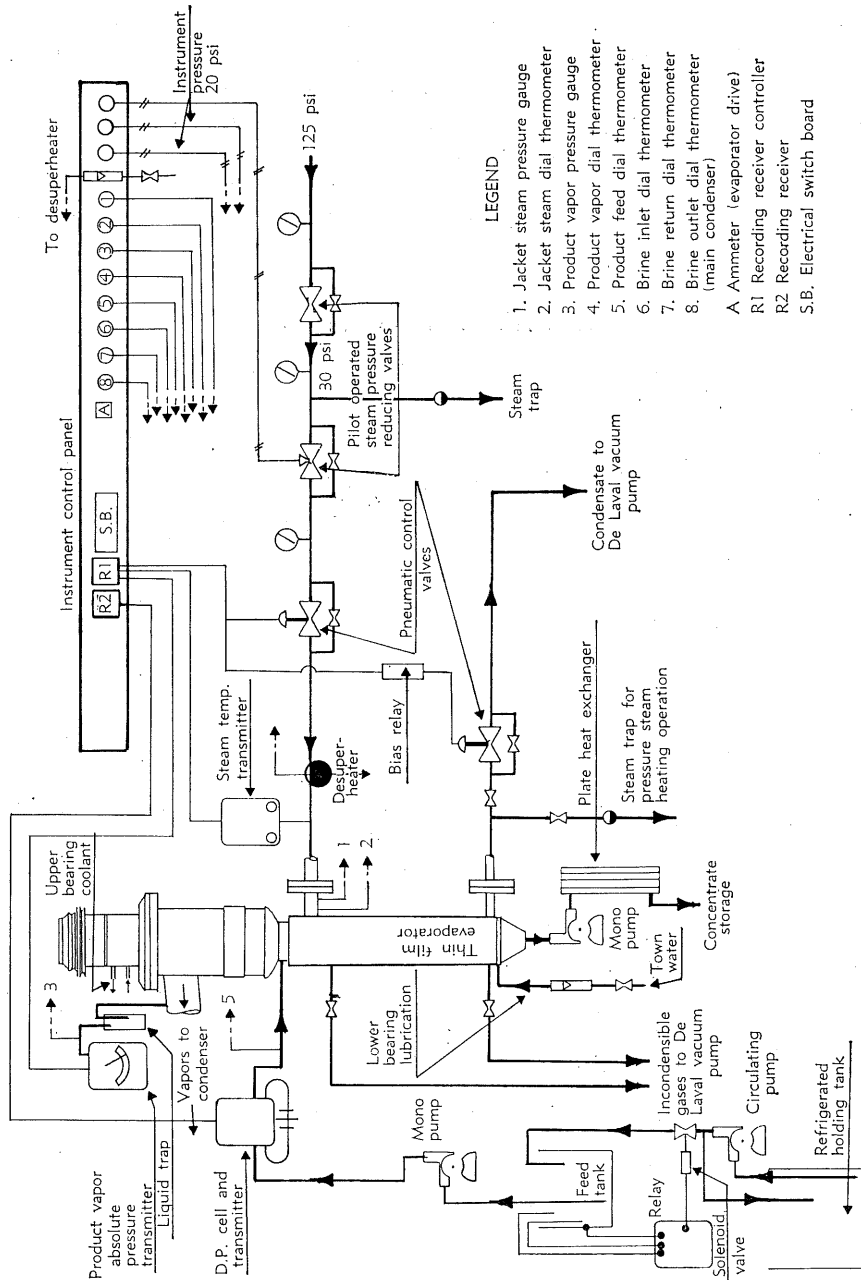 Instrument control panel
To desuperheater
Instrument
pressure
20 psi
R2
R1
S.B.
A
8
7
6
5
4
3
2
1
125 psi
30 psi
Pilot operated
steam pressure
reducing valves
Steam
trap
Pneumatic control
valves
Bias relay
Steam temp.
transmitter
Desuper-
heater
1
2
Condensate to
De Laval vacuum
pump
Plate heat exchanger
Steam trap for
pressure steam
heating operation
Upper
bearing
coolant
3
5
Vapors to
condenser
Product vapor
absolute
pressure
transmitter
Liquid trap
D.P. cell and
transmitter
Thin film
evaporator
Mono
pump
Concentrate
storage
Town
water
Lower
bearing
lubrication
Incondensible
gases to De
Laval vacuum
pump
Mono
pump
Feed
tank
Relay
Solenoid
valve
Circulating
pump
Refrigerated
holding tank
LEGEND
1. Jacket steam pressure gauge
2. Jacket steam dial thermometer
3. Product vapor pressure gauge
4. Product vapor dial thermometer
5. Product feed dial thermometer
6. Brine inlet dial thermometer
7. Brine return dial thermometer
8. Brine outlet dial thermometer
(main condenser)
A Ammeter (evaporator drive)
R1 Recording receiver controller
R2 Recording receiver
S.B. Electrical switch board